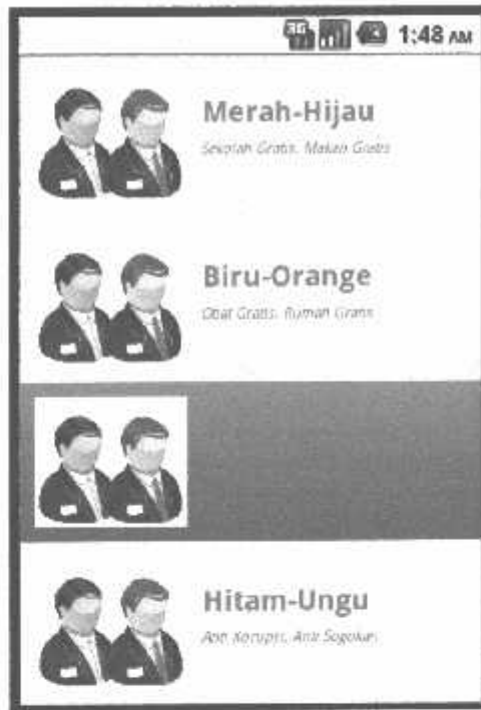 3G 1:48 AM
Merah-Hijau
Sekolah Gratis, Makan Gratis
Biru-Orange
Obat Gratis, Rumah Gratis
Hitam-Ungu
Anti Korupsi, Anti Sogokan